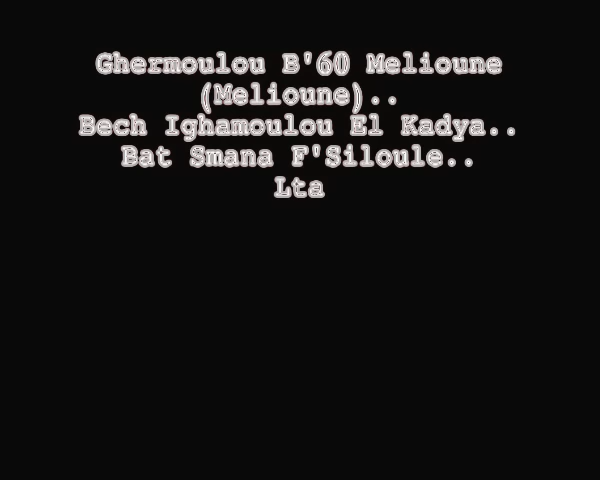 Ghermoulou B'60 Melioune
(Melioune)..
Bech Ighamoulou El Kadya..
Bat Smana F'Siloule..
Lta